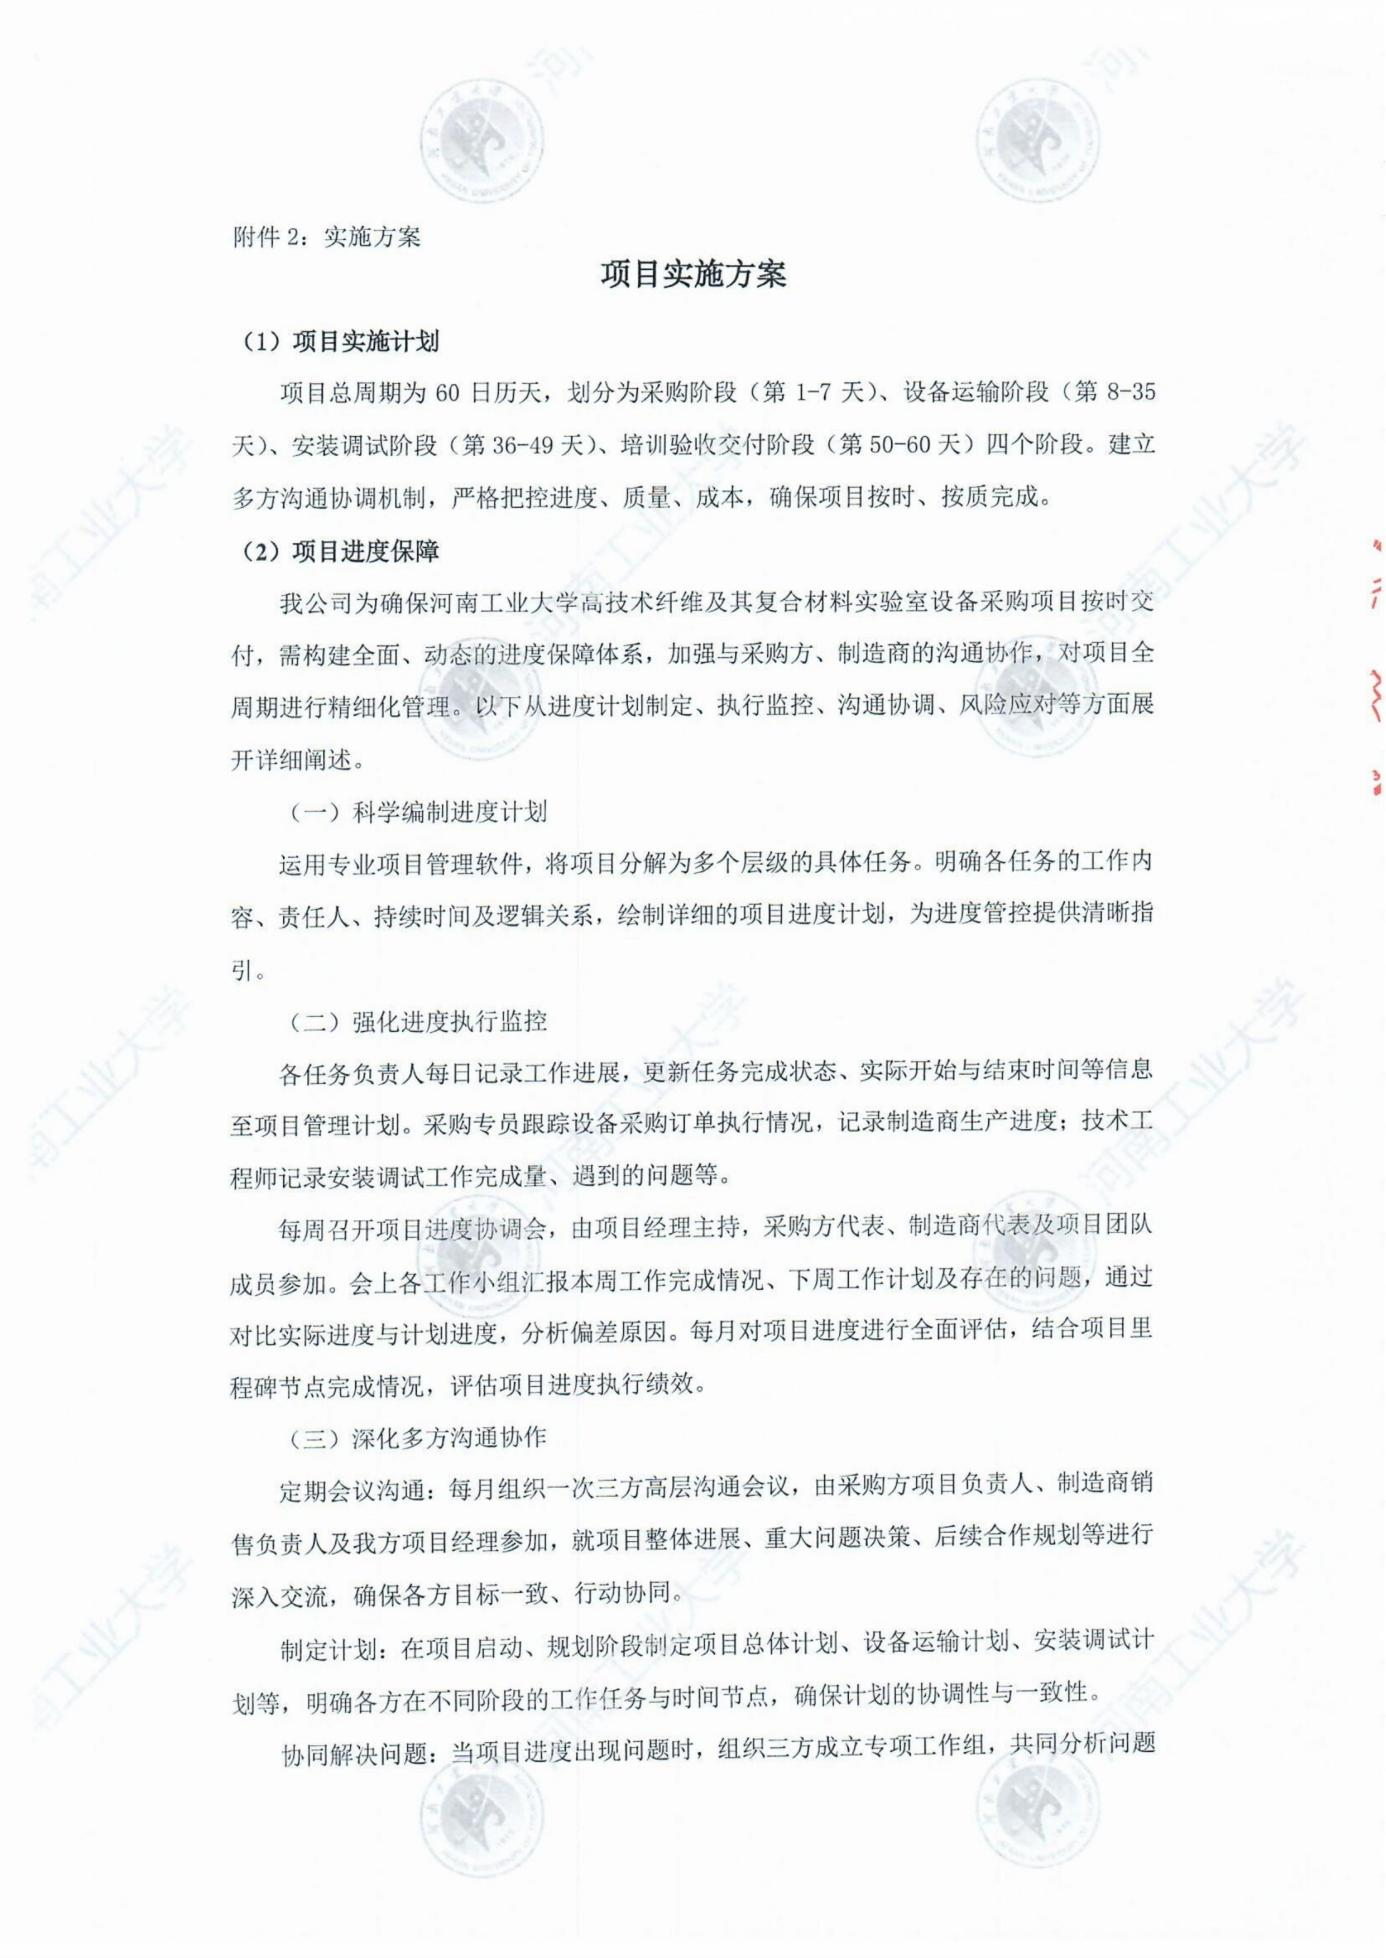 附件2：实施方案
项目实施方案
（1）项目实施计划
项目总周期为 60 日历天，划分为采购阶段（第 1-7 天）、设备运输阶段（第 8-35
天）、安装调试阶段（第 36-49 天）、培训验收交付阶段（第 50-60 天）四个阶段。建立
多方沟通协调机制，严格把控进度、质量、成本，确保项目按时、按质完成。
（2）项目进度保障
我公司为确保河南工业大学高技术纤维及其复合材料实验室设备采购项目按时交
付，需构建全面、动态的进度保障体系，加强与采购方、制造商的沟通协作，对项目全
周期进行精细化管理。以下从进度计划制定、执行监控、沟通协调、风险应对等方面展
开详细阐述。
（一）科学编制进度计划
运用专业项目管理软件，将项目分解为多个层级的具体任务。明确各任务的工作内
容、责任人、持续时间及逻辑关系，绘制详细的项目进度计划，为进度管控提供清晰指
引。
（二）强化进度执行监控
各任务负责人每日记录工作进展，更新任务完成状态、实际开始与结束时间等信息
至项目管理计划。采购专员跟踪设备采购订单执行情况，记录制造商生产进度；技术工
程师记录安装调试工作完成量、遇到的问题等。
每周召开项目进度协调会，由项目经理主持，采购方代表、制造商代表及项目团队
成员参加。会上各工作小组汇报本周工作完成情况、下周工作计划及存在的问题，通过
对比实际进度与计划进度，分析偏差原因。每月对项目进度进行全面评估，结合项目里
程碑节点完成情况，评估项目进度执行绩效。
（三）深化多方沟通协作
定期会议沟通：每月组织一次三方高层沟通会议，由采购方项目负责人、制造商销
售负责人及我方项目经理参加，就项目整体进展、重大问题决策、后续合作规划等进行
深入交流，确保各方目标一致、行动协同。
制定计划：在项目启动、规划阶段制定项目总体计划、设备运输计划、安装调试计
划等，明确各方在不同阶段的工作任务与时间节点，确保计划的协调性与一致性。
协同解决问题：当项目进度出现问题时，组织三方成立专项工作组，共同分析问题
河南工业大学